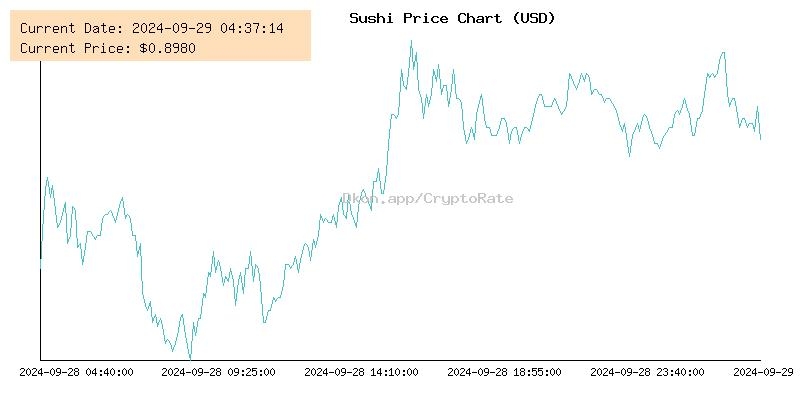 Sushi Price Chart (USD)
Current Date: 2024-09-29 04:37:14
Current Price: $0.8980
Dkon.app/CryptoRate
2024-09-28 04:40:00 2024-09-28 09:25:00 2024-09-28 14:10:00 2024-09-28 18:55:00 2024-09-28 23:40:00 2024-09-29